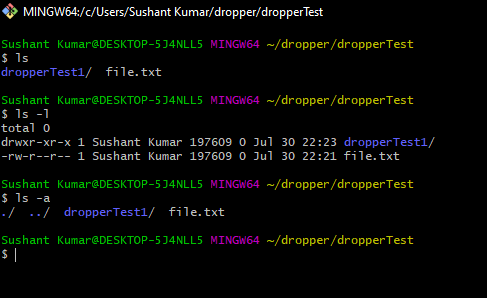 MINGW64:/c/Users/Sushant Kumar/dropper/dropperTest
Sushant Kumar@DESKTOP-5J4NLL5 MINGW64 ~/dropper/dropperTest
$ ls
dropperTest1/  file.txt
Sushant Kumar@DESKTOP-5J4NLL5 MINGW64 ~/dropper/dropperTest
$ ls -l
total 0
drwxr-xr-x 1 Sushant Kumar 197609 0 Jul 30 22:23 dropperTest1/
-rw-r--r-- 1 Sushant Kumar 197609 0 Jul 30 22:21 file.txt
Sushant Kumar@DESKTOP-5J4NLL5 MINGW64 ~/dropper/dropperTest
$ ls -a
./  ../  dropperTest1/  file.txt
Sushant Kumar@DESKTOP-5J4NLL5 MINGW64 ~/dropper/dropperTest
$